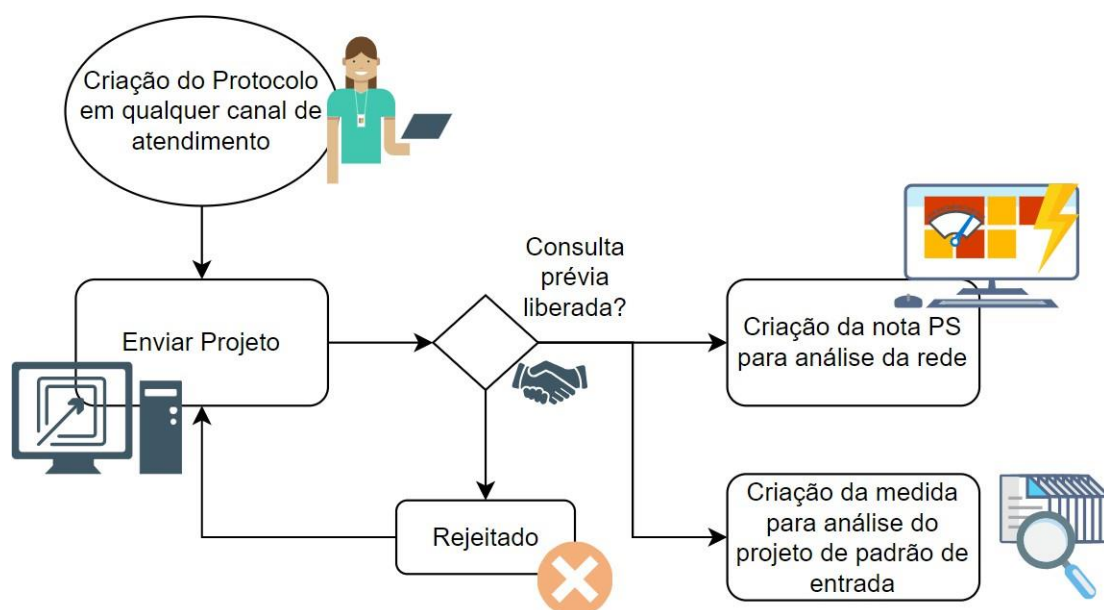 Criação do Protocolo
em qualquer canal de
atendimento
Enviar Projeto
Consulta
prévia
liberada?
Criação da nota PS
para análise da rede
Rejeitado
Criação da medida
para análise do
projeto de padrão de
entrada